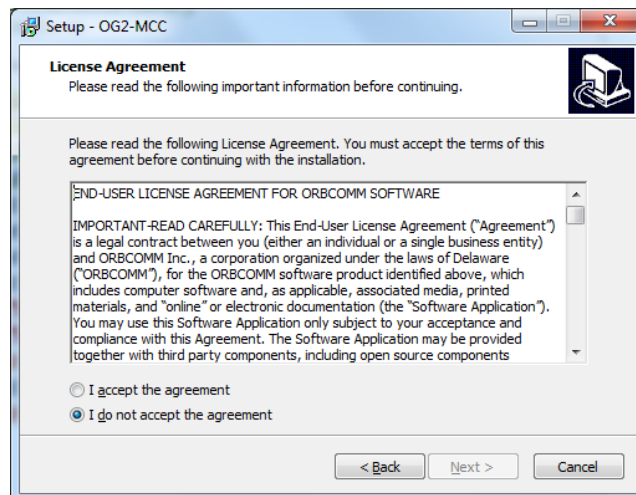 Setup - OG2-MCC
License Agreement
Please read the following important information before continuing.
Please read the following License Agreement. You must accept the terms of this
agreement before continuing with the installation.
END-USER LICENSE AGREEMENT FOR ORBCOMM SOFTWARE
IMPORTANT-READ CAREFULLY: This End-User License Agreement (“Agreement”)
is a legal contract between you (either an individual or a single business entity)
and ORBCOMM Inc., a corporation organized under the laws of Delaware
(“ORBCOMM”), for the ORBCOMM software product identified above, which
includes computer software and, as applicable, associated media, printed
materials, and “online” or electronic documentation (the “Software Application”).
You may use this Software Application only subject to your acceptance and
compliance with this Agreement. The Software Application may be provided
together with third party components, including open source components
I accept the agreement
I do not accept the agreement
< Back
Next >
Cancel